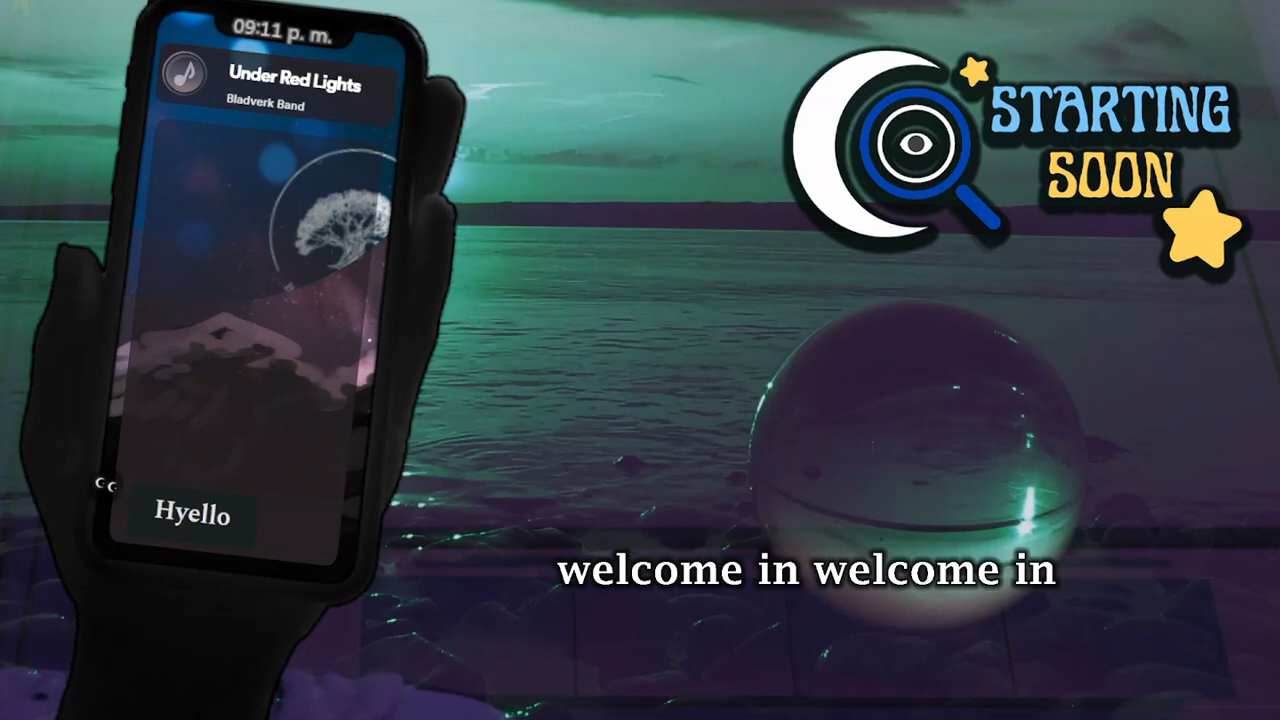 09:11 p. m.
Under Red Lights
Bladverk Band
STARTING
SOON
Hyello
welcome in welcome in